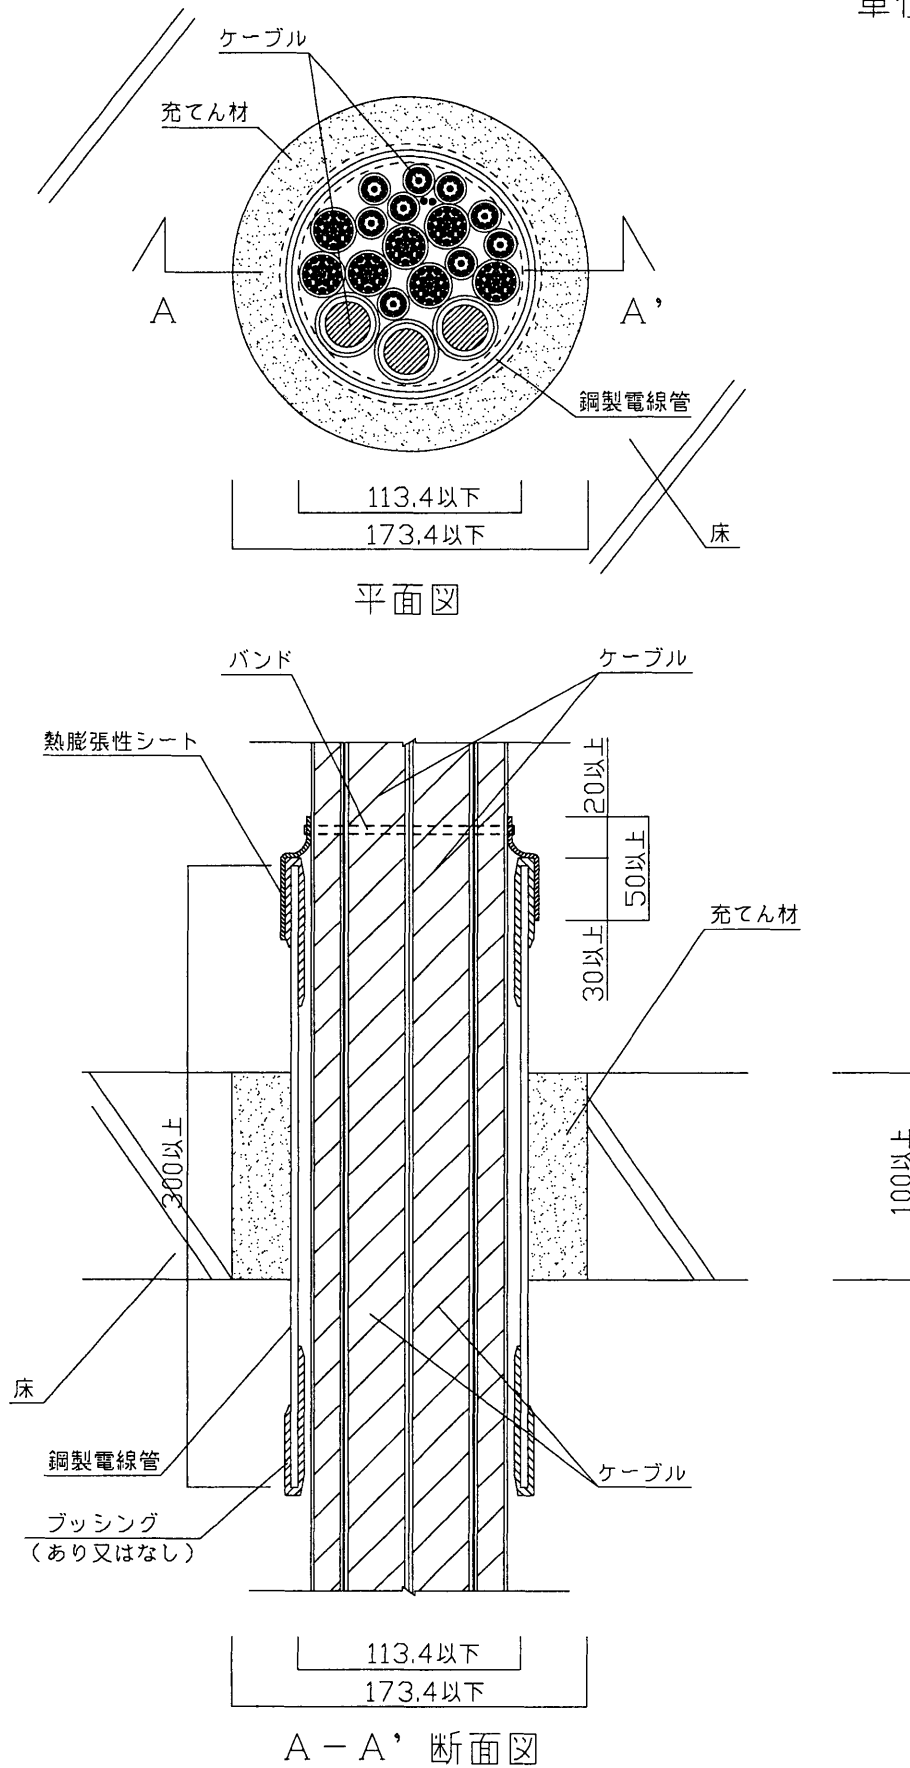 ケーブル
充てん材
A
A’
鋼製電線管
113.4以下
173.4以下
床
平面図
バンド
ケーブル
熱膨張性シート
20以上
50以上
30以上
充てん材
300以上
100以上
床
鋼製電線管
ケーブル
ブッシング
(あり又はなし)
113.4以下
173.4以下
A－A’断面図